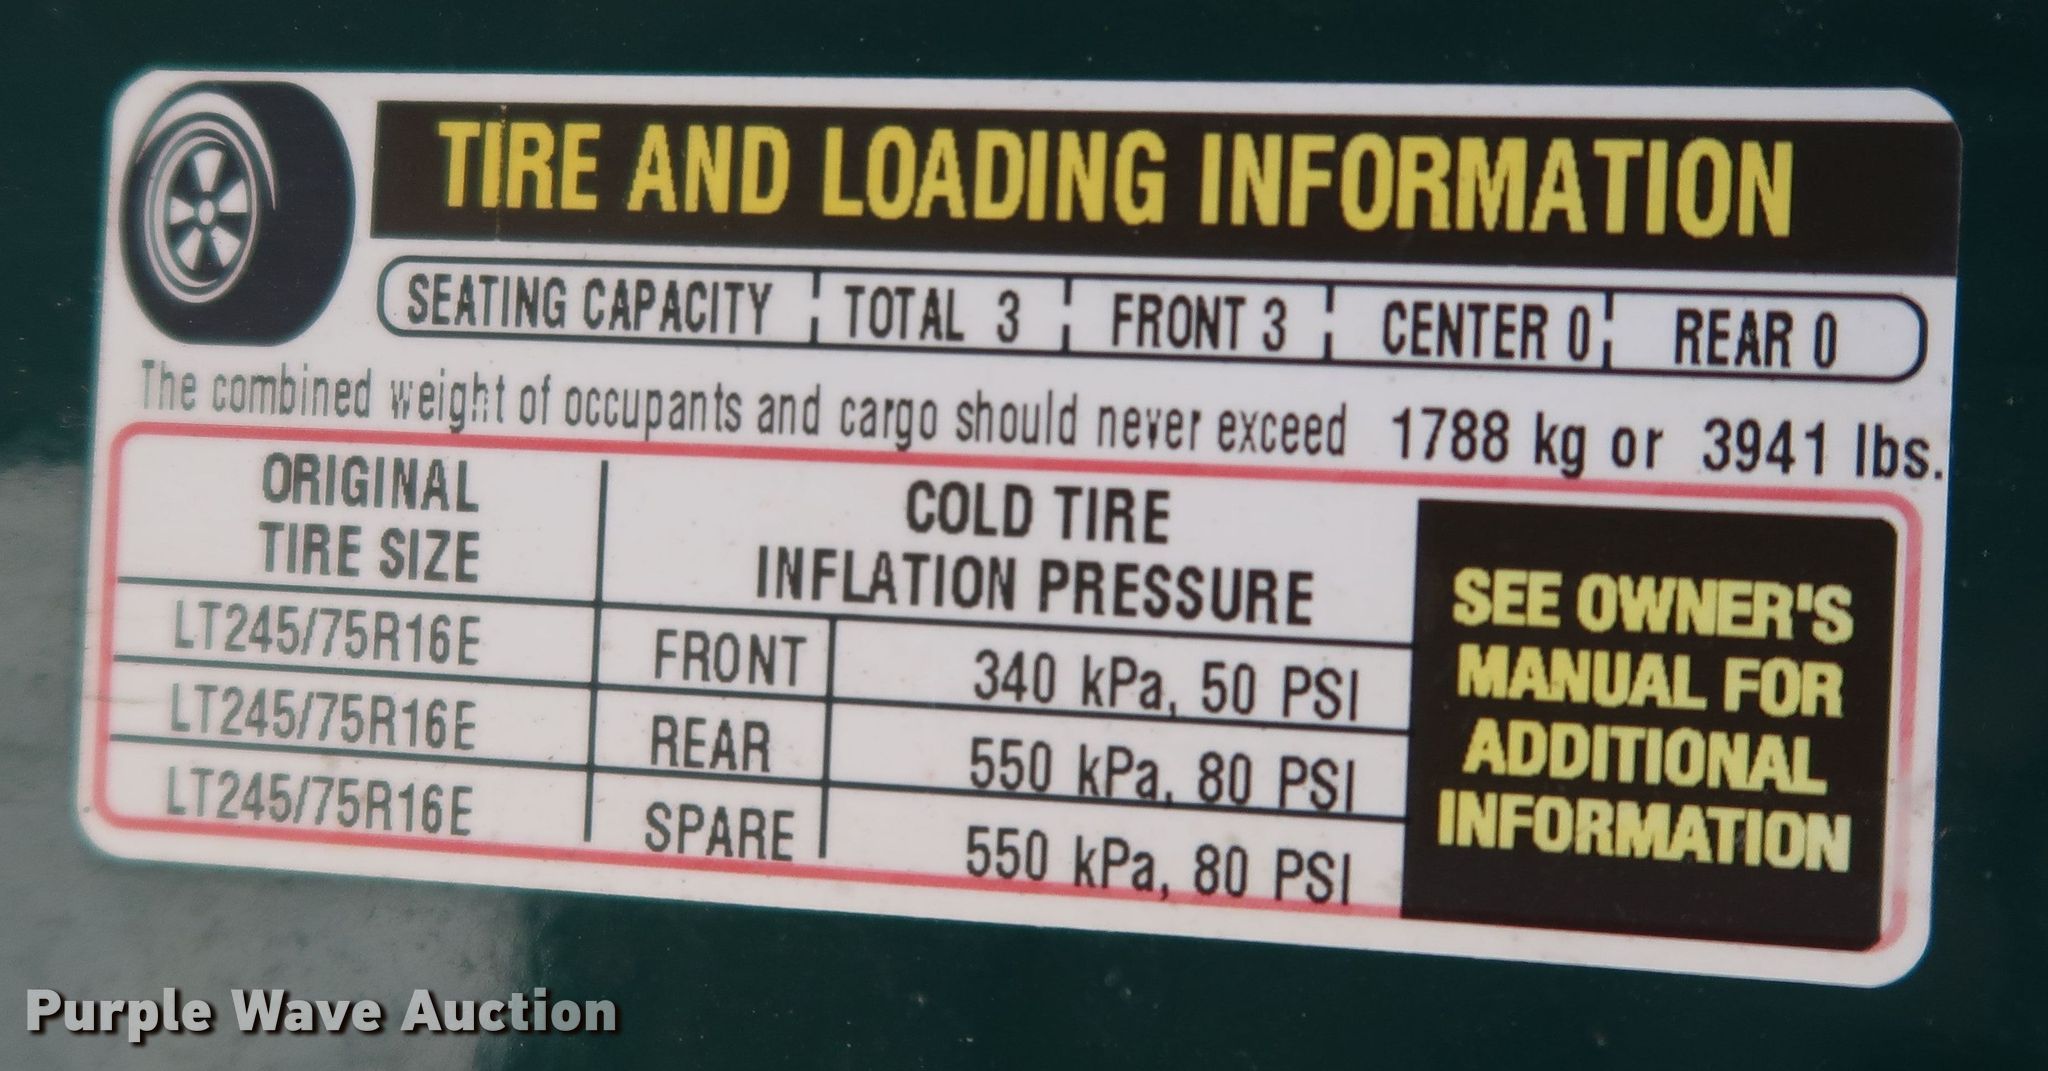 TIRE AND LOADING INFORMATION
SEATING CAPACITY TOTAL 3 FRONT 3 CENTER 0 REAR 0
The combined weight of occupants and cargo should never exceed 1788 kg or 3941 lbs.
ORIGINAL
TIRE SIZE
COLD TIRE
INFLATION PRESSURE
LT245/75R16E FRONT 340 kPa, 50 PSI
LT245/75R16E REAR 550 kPa, 80 PSI
LT245/75R16E SPARE 550 kPa, 80 PSI
SEE OWNER'S
MANUAL FOR
ADDITIONAL
INFORMATION
Purple Wave Auction